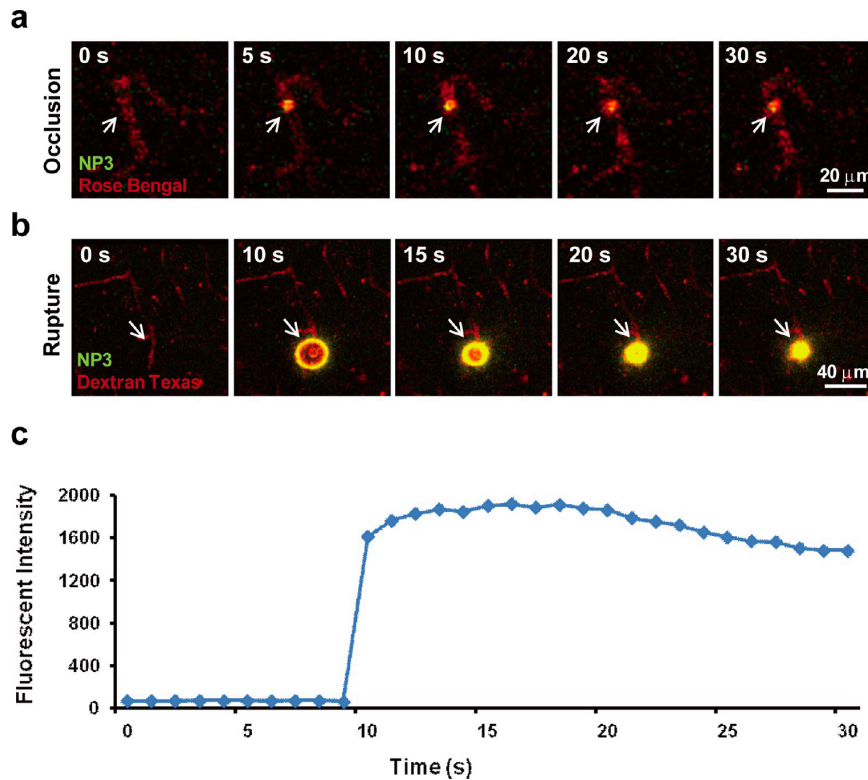 a
Occlusion
0 s
5 s
10 s
20 s
30 s
NP3
Rose Bengal
20 μm
b
Rupture
0 s
10 s
15 s
20 s
30 s
NP3
Dextran Texas
40 μm
c
Fluorescent Intensity
2000
1600
1200
800
400
0
0
5
10
15
20
25
30
Time (s)